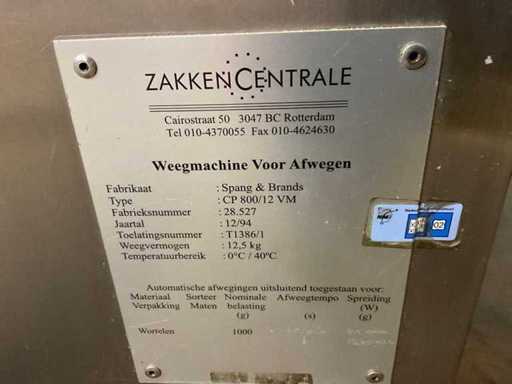 ZAKKENCENTRALE
Cairostraat 50 3047 BC Rotterdam
Tel 010-4370055 Fax 010-4624630
Weegmachine Voor Afwegen
Fabrikaat : Spang & Brands
Type : CP 800/12 VM
Fabrieksnummer : 28.527
Jaartal : 12/94
Toelatingsnummer : T1386/1
Weegvermogen : 12,5 kg
Temperatuurbereik : 0°C / 40°C
02
Automatische afwegingen uitsluitend toegestaan voor:
Materiaal Sorteer Nominale Afweegtempo Spreiding
Verpakking Maten belasting (W)
(g) (s) (g)
Wortelen 1000